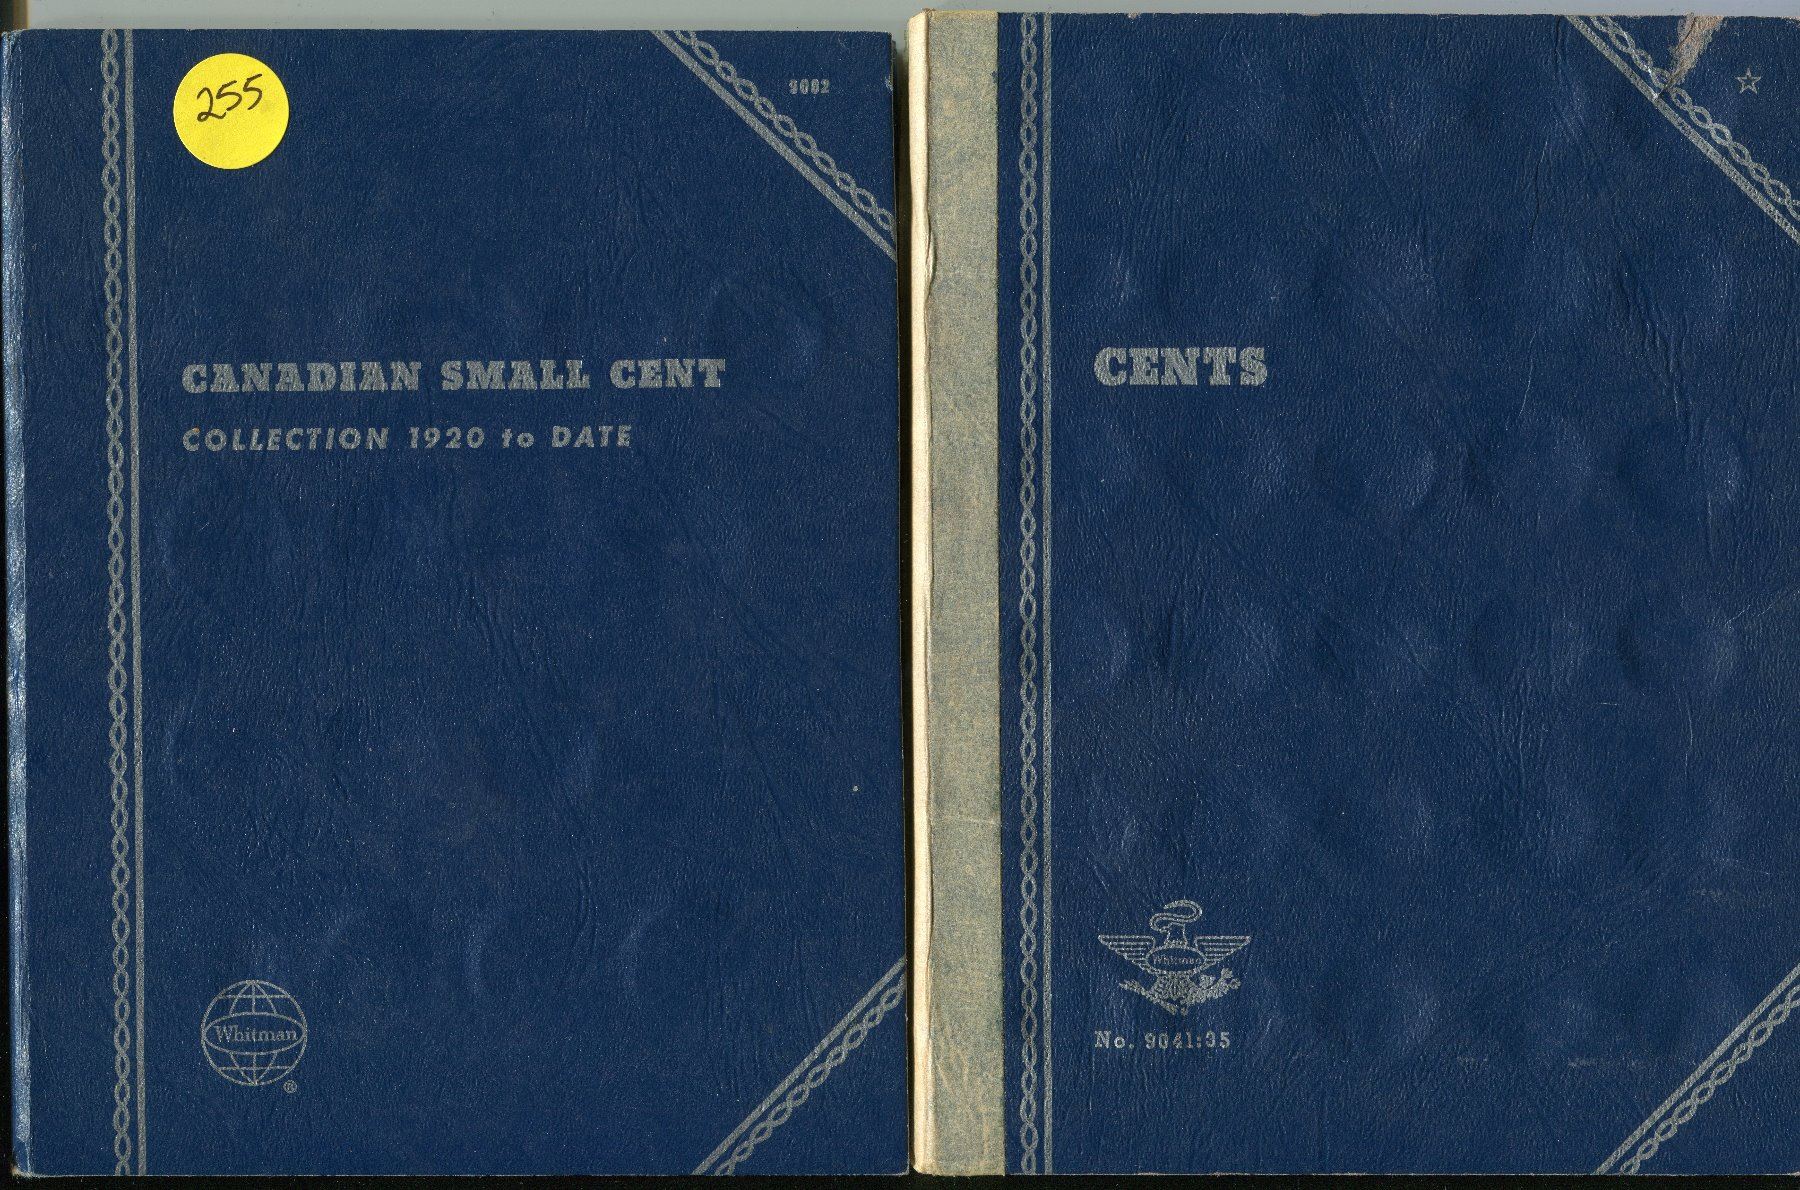 255
9062
CANADIAN SMALL CENT
COLLECTION 1920 to DATE
Whitman
®
CENTS
Whitman
No. 9041:35